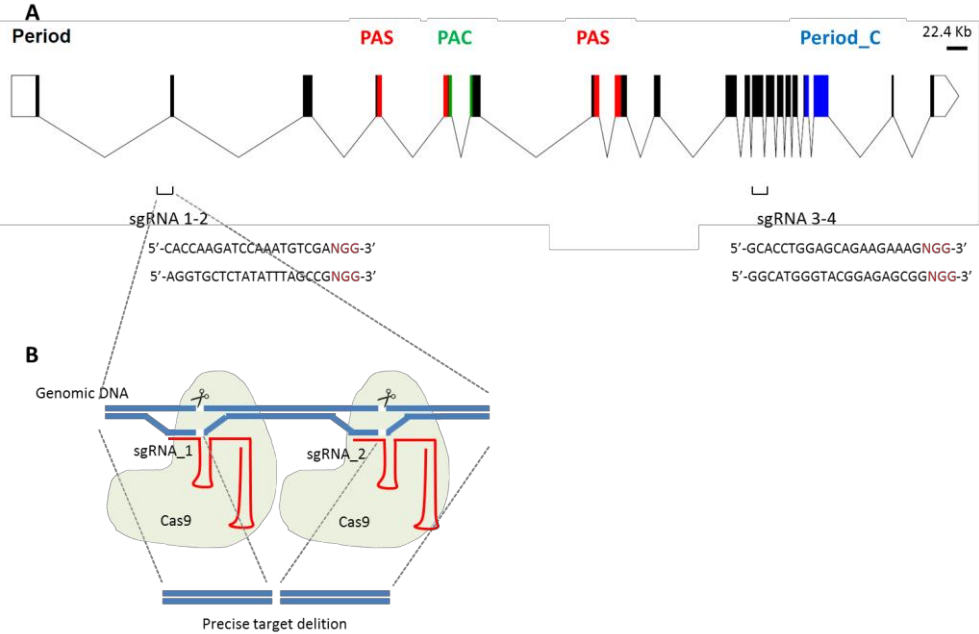 A
Period
PAS
PAC
PAS
Period_C
22.4 Kb
sgRNA 1-2
5′-CACCAAGATCCAAATGTCGANGG-3′
5′-AGGTGCTCTATATTTAGCCGNGG-3′
sgRNA 3-4
5′-GCACCTGGAGCAGAAGAAAGNGG-3′
5′-GGCATGGGTACGGAGAGCGGNGG-3′
B
Genomic DNA
sgRNA_1
sgRNA_2
Cas9
Cas9
Precise target delition